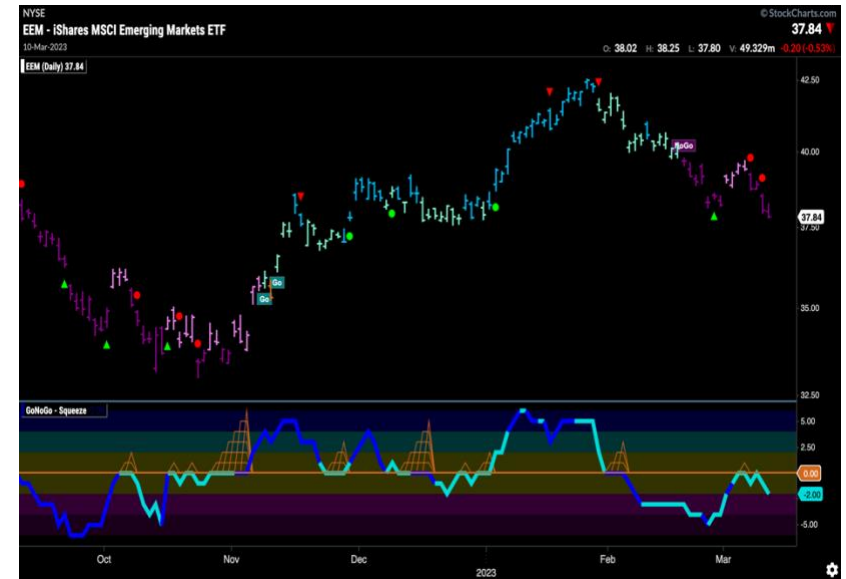 NYSE
© StockCharts.com
EEM - iShares MSCI Emerging Markets ETF
37.84
10-Mar-2023
O: 38.02 H: 38.25 L: 37.80 V: 49.329m -0.20 (-0.53%)
EEM (Daily) 37.84
42.50
NoGo
40.00
37.84
37.50
Go
Go
35.00
32.50
GoNoGo - Squeeze
5.00
2.50
0.00
-2.00
-5.00
Oct Nov Dec 2023 Feb Mar